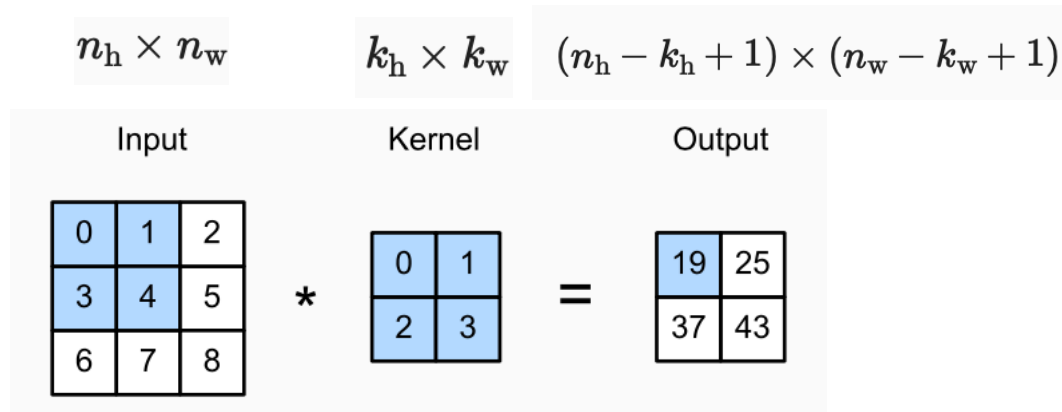 n_h × n_w k_h × k_w (n_h − k_h + 1) × (n_w − k_w + 1)
Input Kernel Output
0 1 2
3 4 5
6 7 8
*
0 1
2 3
=
19 25
37 43